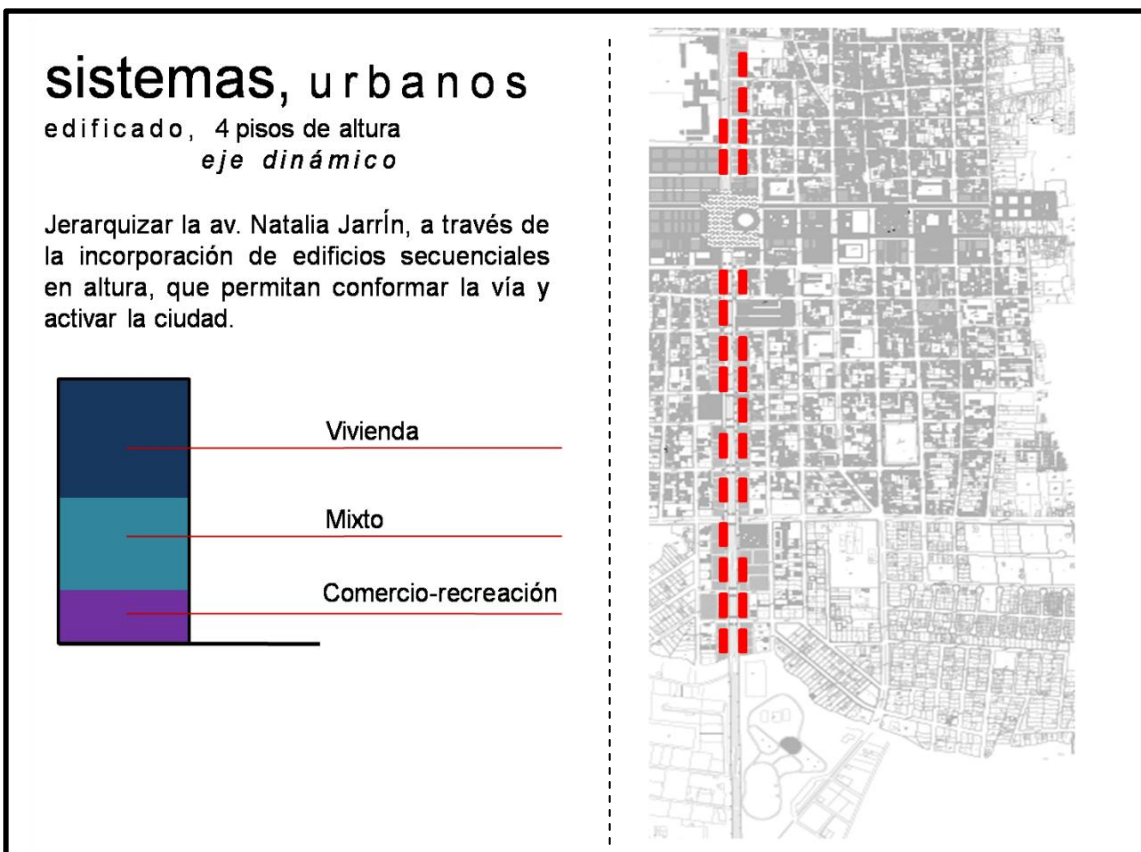 sistemas, urbanos
edificado, 4 pisos de altura
eje dinámico
Jerarquizar la av. Natalia JarrÍn, a través de
la incorporación de edificios secuenciales
en altura, que permitan conformar la vía y
activar la ciudad.
Vivienda
Mixto
Comercio-recreación